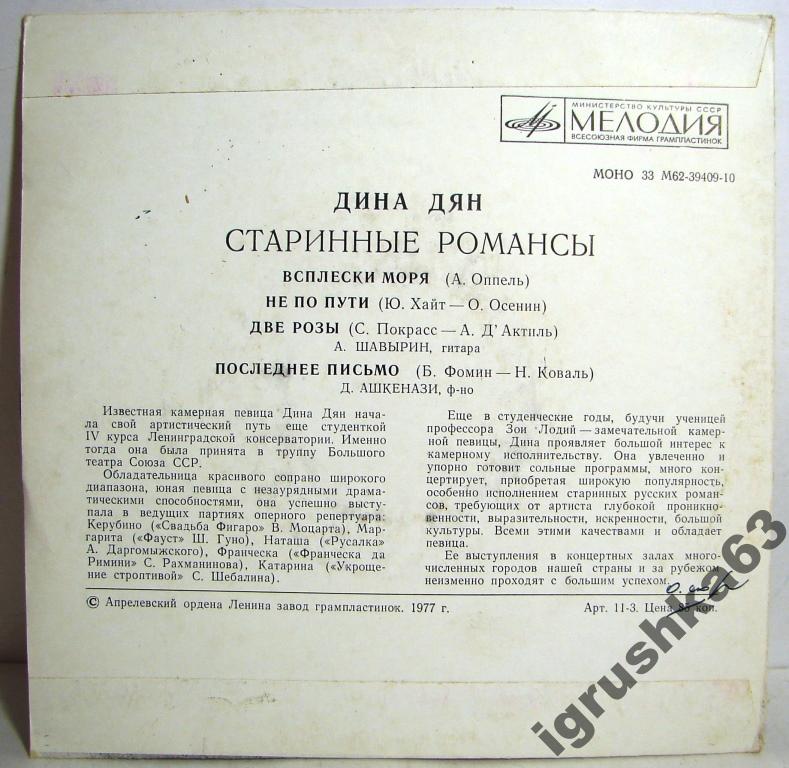 МИНИСТЕРСТВО КУЛЬТУРЫ СССР
МЕЛОДИЯ
ВСЕСОЮЗНАЯ ФИРМА ГРАМПЛАСТИНОК
МОНО 33 М62-39409-10
ДИНА ДЯН
СТАРИННЫЕ РОМАНСЫ
ВСПЛЕСКИ МОРЯ (А. Оппель)
НЕ ПО ПУТИ (Ю. Хайт — О. Осенин)
ДВЕ РОЗЫ (С. Покрасс — А. Д'Актиль)
А. ШАВЫРИН, гитара
ПОСЛЕДНЕЕ ПИСЬМО (Б. Фомин — Н. Коваль)
Д. АШКЕНАЗИ, ф-но
Известная камерная певица Дина Дян нача-
ла свой артистический путь еще студенткой
IV курса Ленинградской консерватории. Именно
тогда она была принята в труппу Большого
театра Союза ССР.
Обладательница красивого сопрано широкого
диапазона, юная певица с незаурядными драма-
тическими способностями, она успешно высту-
пала в ведущих партиях оперного репертуара:
Керубино («Свадьба Фигаро» В. Моцарта), Мар-
гарита («Фауст» Ш. Гуно), Наташа («Русалка»
А. Даргомыжского), Франческа («Франческа да
Римини» С. Рахманинова), Катарина («Укроще-
ние строптивой» С. Шебалина).
Еще в студенческие годы, будучи ученицей
профессора Зои Лодий — замечательной камер-
ной певицы, Дина проявляет большой интерес к
камерному исполнительству. Она увлеченно и
упорно готовит сольные программы, много кон-
цертирует, приобретая широкую популярность,
особенно исполнением старинных русских роман-
сов, требующих от артиста глубокой проникно-
венности, выразительности, искренности, большой
культуры. Всеми этими качествами и обладает
певица.
Ее выступления в концертных залах много-
численных городов нашей страны и за рубежом
неизменно проходят с большим успехом.
© Апрелевский ордена Ленина завод грампластинок. 1977 г.
Арт. 11-3. Цена коп.
igrushka63